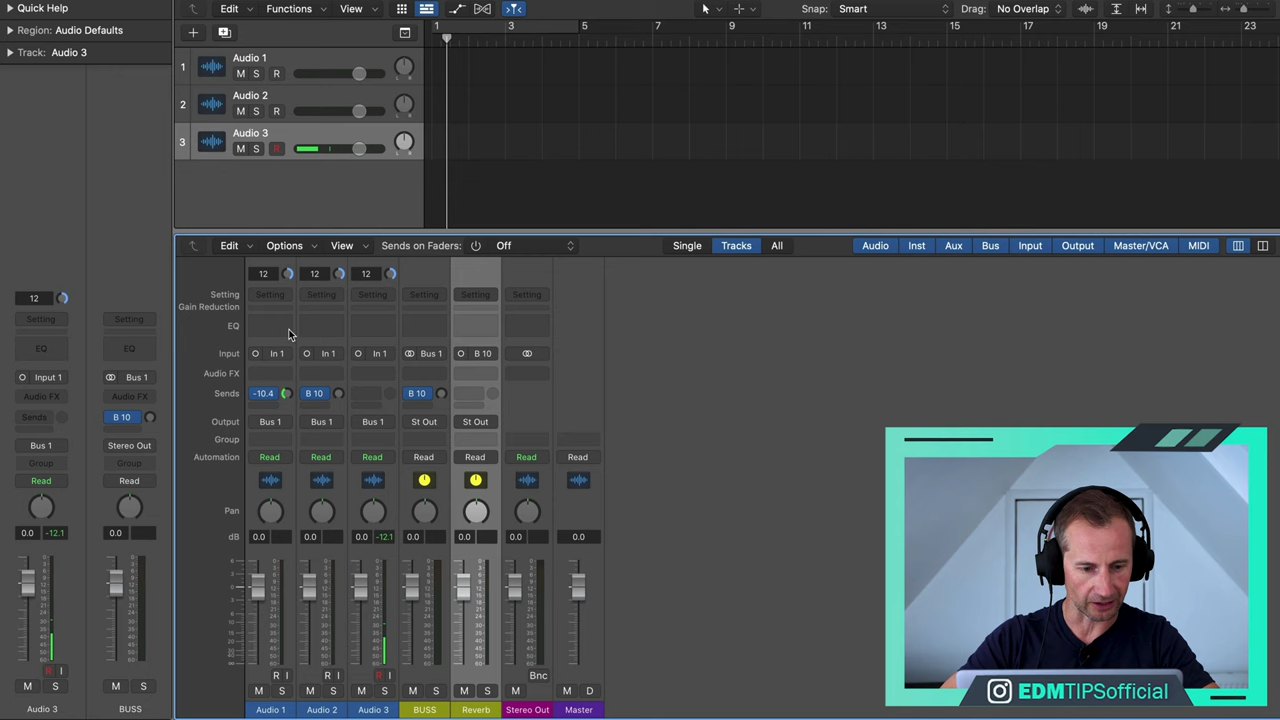 Quick Help
Edit Functions View Snap: Smart Drag: No Overlap
Region: Audio Defaults
1 3 5 7 9 11 13 15 17 19 21 23
Track: Audio 3
1 Audio 1
M S R L R
2 Audio 2
M S R L R
3 Audio 3
M S R L R
Edit Options View Sends on Faders: Off Single Tracks All Audio Inst Aux Bus Input Output Master/VCA MIDI
12 12 12
Setting Setting Setting Setting Setting Setting Setting
Gain Reduction
EQ
Input In 1 In 1 In 1 Bus 1 B 10
Audio FX
Sends -10.4 B 10 B 10
Output Bus 1 Bus 1 Bus 1 St Out St Out
Group
Automation Read Read Read Read Read Read Read
Pan
dB 0.0 0.0 0.0 -12.1 0.0 0.0 0.0 0.0
12
Setting Setting
EQ EQ
Input 1 Bus 1
Audio FX Audio FX
Sends B 10
Bus 1 Stereo Out
Group Group
Read Read
0.0 -12.1 0.0
R I
M S M S
Audio 3 BUSS
R I R I R I Bnc
M S M S M S M S M S M M D
Audio 1 Audio 2 Audio 3 BUSS Reverb Stereo Out Master
EDMTIPSofficial